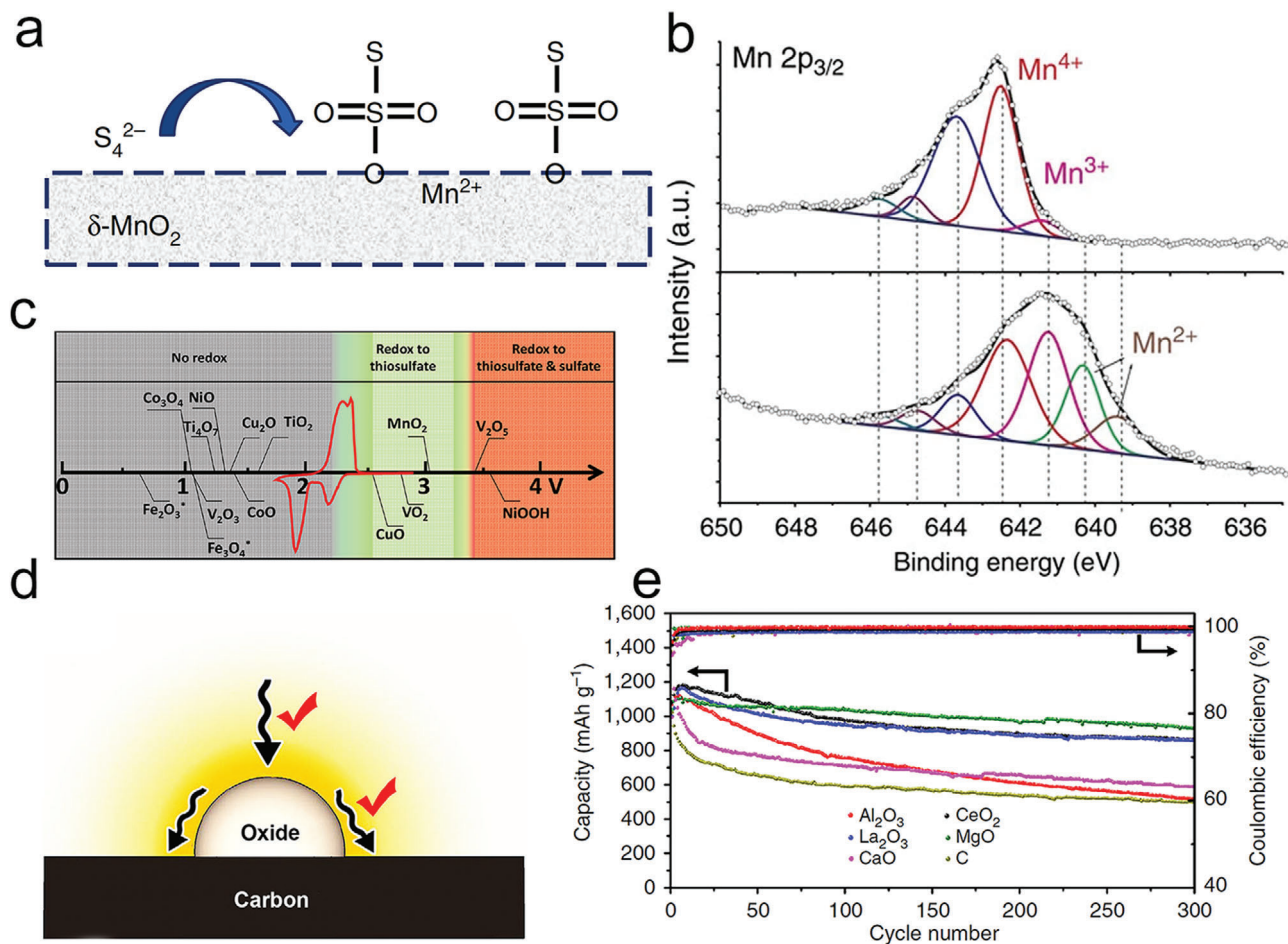 a
S
S
O=S=O
O=S=O
S₄²⁻
O
Mn²⁺
O
δ-MnO₂
b
Mn 2p₃/₂
Mn⁴⁺
Mn³⁺
Mn²⁺
Intensity (a.u.)
650 648 646 644 642 640 638 636
Binding energy (eV)
c
No redox
Redox to
thiosulfate
Redox to
thiosulfate & sulfate
Co₃O₄ NiO
Ti₄O₇ Cu₂O TiO₂
MnO₂
V₂O₅
0 1 2 3 4 V
Fe₂O₃*
V₂O₃
CoO
Fe₃O₄*
CuO
VO₂
NiOOH
d
Oxide
Carbon
e
Capacity (mAh g⁻¹)
1,600
1,400
1,200
1,000
800
600
400
200
0
0 50 100 150 200 250 300
Cycle number
100
80
60
40
Coulombic efficiency (%)
Al₂O₃ CeO₂
La₂O₃ MgO
CaO C